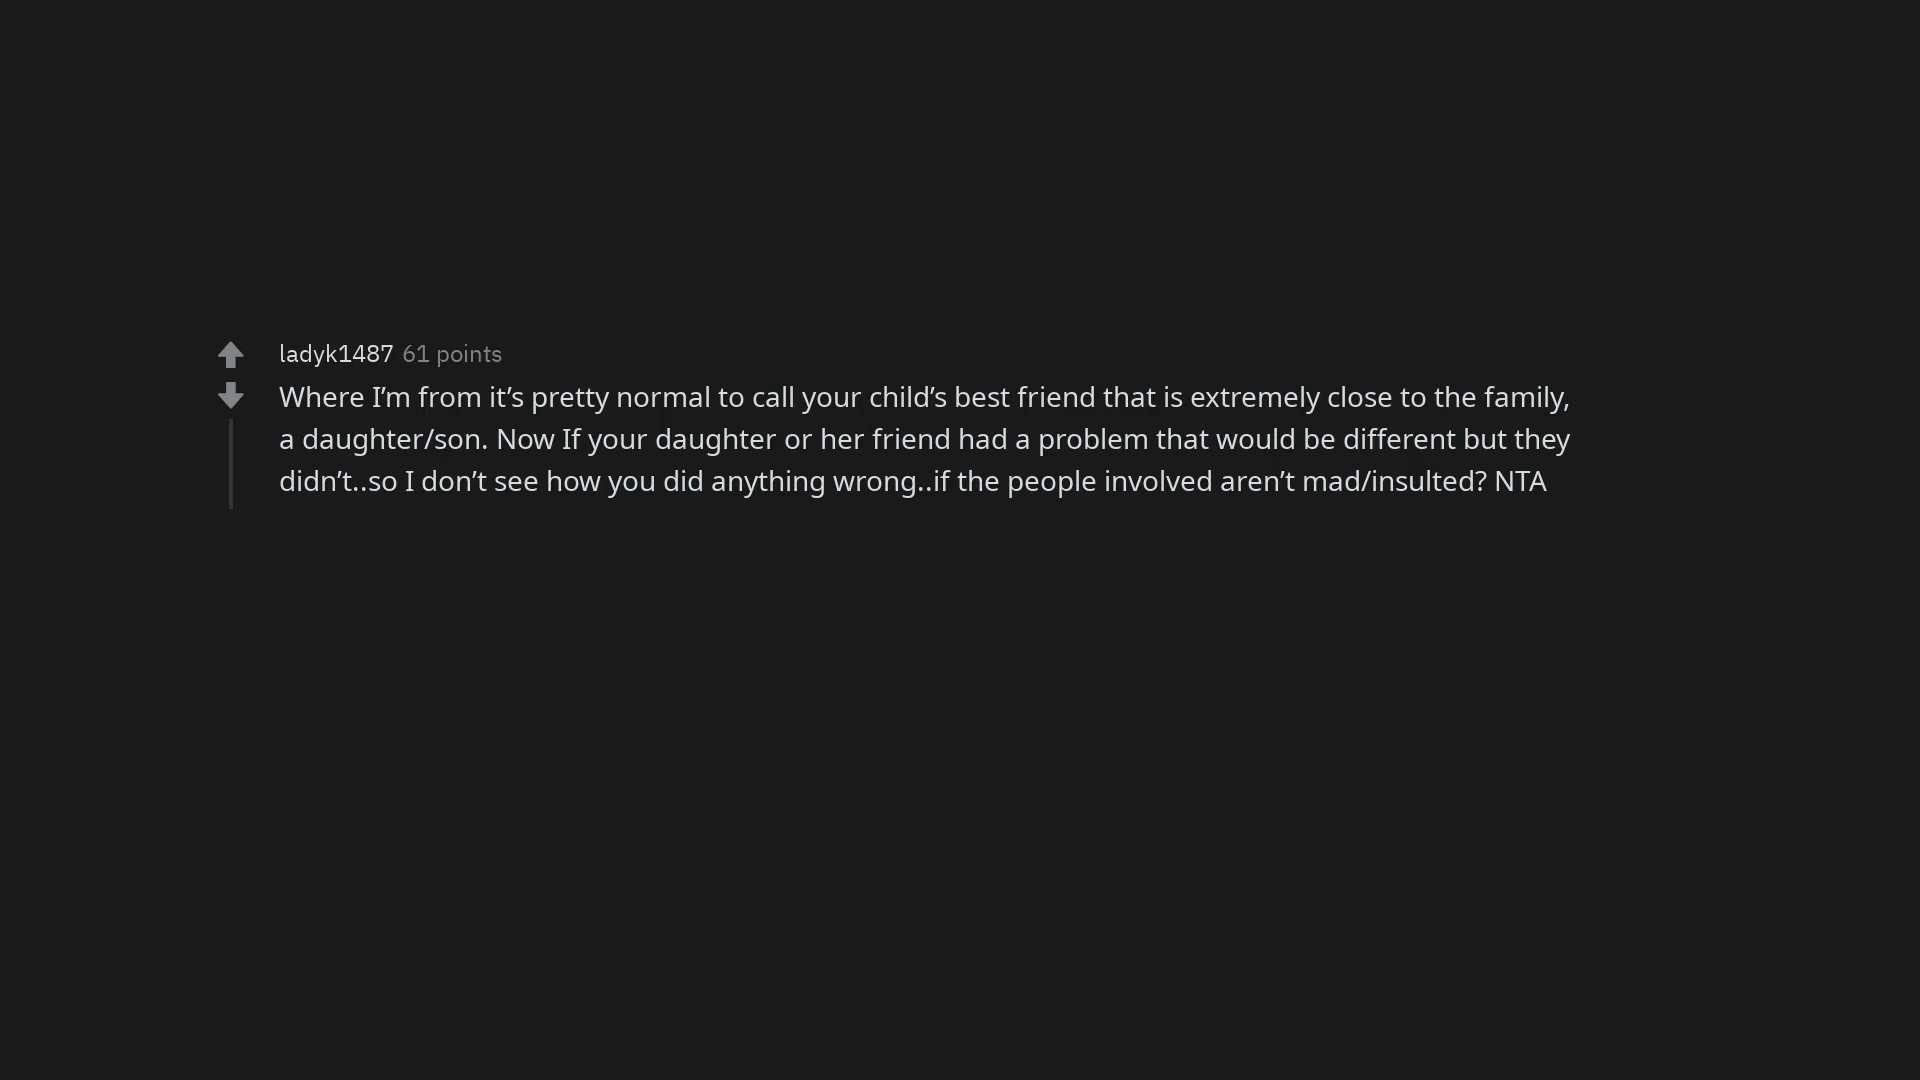 ladyk1487 61 points
Where I’m from it’s pretty normal to call your child’s best friend that is extremely close to the family,
a daughter/son. Now If your daughter or her friend had a problem that would be different but they
didn’t..so I don’t see how you did anything wrong..if the people involved aren’t mad/insulted? NTA